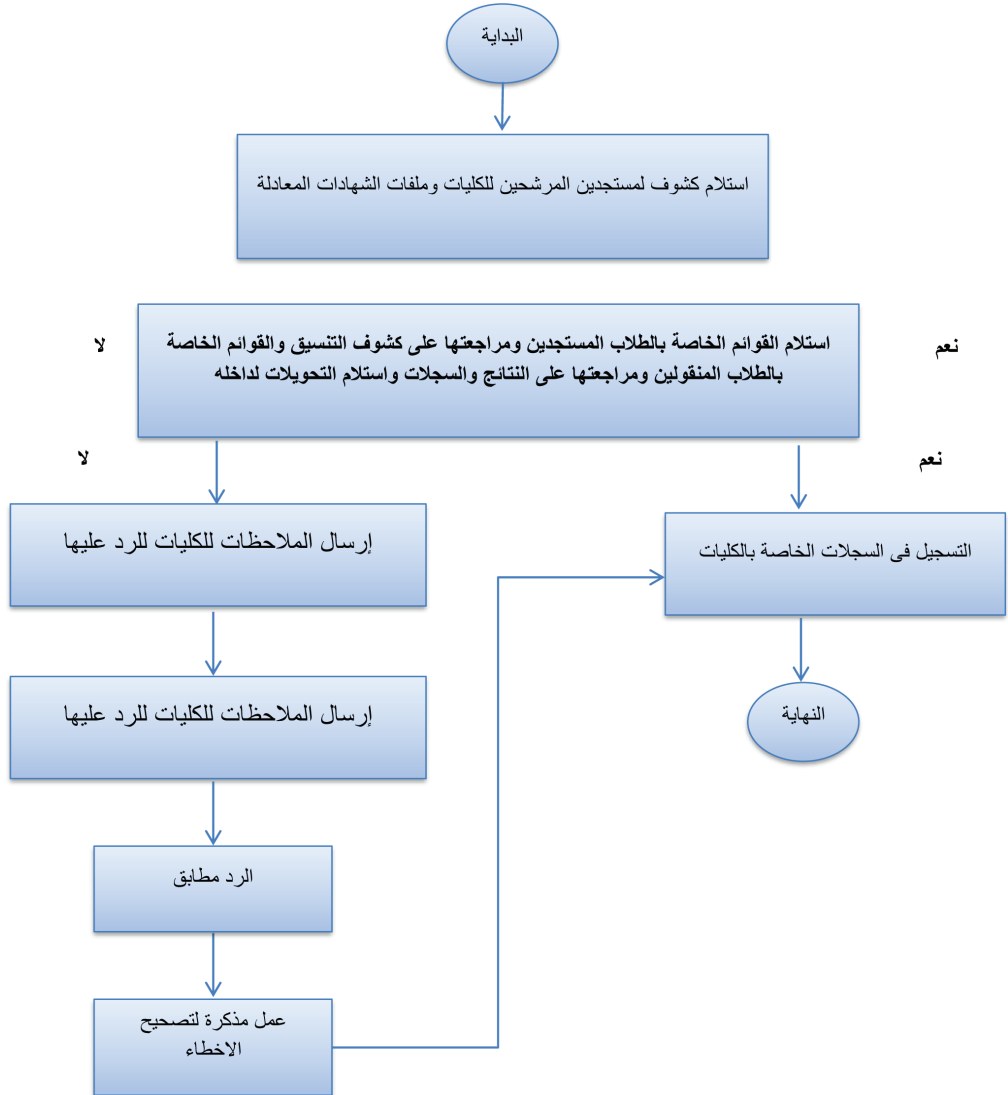 البداية
استلام كشوف لمستجدين المرشحين للكليات وملفات الشهادات المعادلة
نعم
استلام القوائم الخاصة بالطلاب المستجدين ومراجعتها على كشوف التنسيق والقوائم الخاصة
بالطلاب المنقولين ومراجعتها على النتائج والسجلات واستلام التحويلات لداخله
لا
نعم
لا
إرسال الملاحظات للكليات للرد عليها
التسجيل فى السجلات الخاصة بالكليات
إرسال الملاحظات للكليات للرد عليها
النهاية
الرد مطابق
عمل مذكرة لتصحيح
الاخطاء